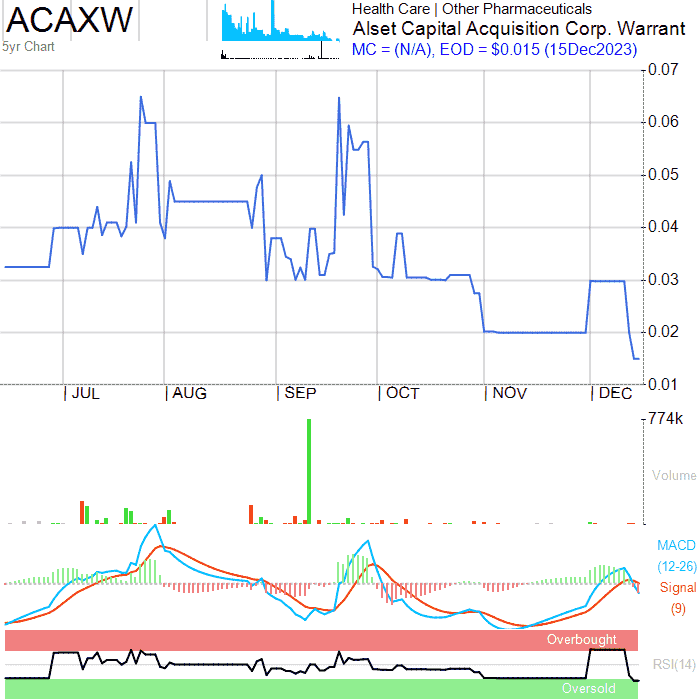 ACAXW
5yr Chart
Health Care | Other Pharmaceuticals
Alset Capital Acquisition Corp. Warrant
MC = (N/A), EOD = $0.015 (15Dec2023)
0.07
0.06
0.05
0.04
0.03
0.02
0.01
JUL AUG SEP OCT NOV DEC
774k
Volume
MACD
(12-26)
Signal
(9)
Overbought
RSI(14)
Oversold